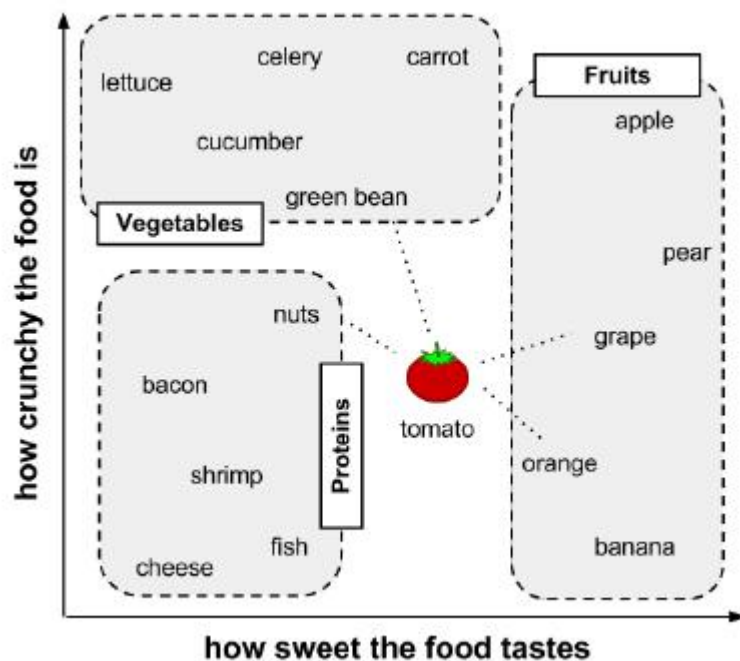 celery
carrot
lettuce
Fruits
apple
cucumber
green bean
Vegetables
pear
nuts
grape
bacon
tomato
orange
shrimp
Proteins
fish
banana
cheese
how crunchy the food is
how sweet the food tastes